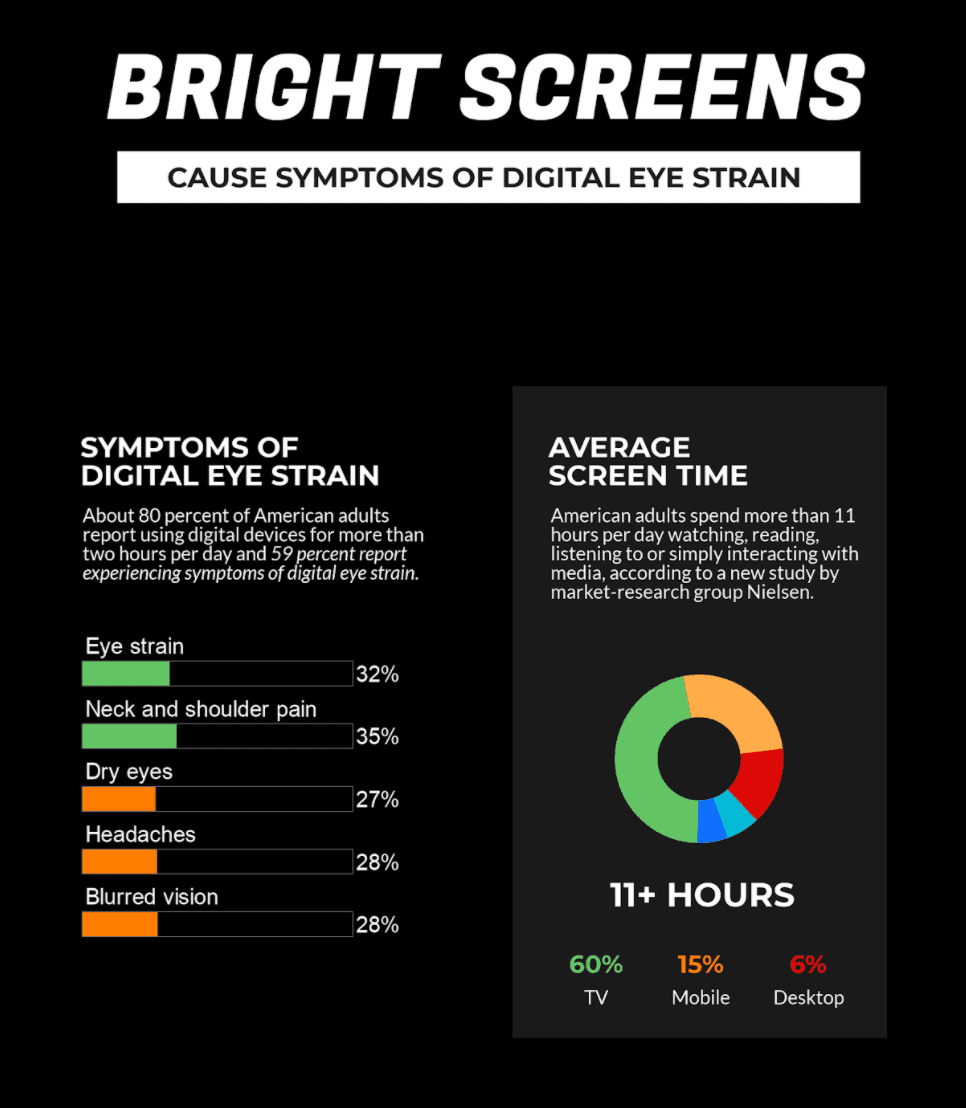 BRIGHT SCREENS
CAUSE SYMPTOMS OF DIGITAL EYE STRAIN
SYMPTOMS OF
DIGITAL EYE STRAIN
About 80 percent of American adults
report using digital devices for more than
two hours per day and 59 percent report
experiencing symptoms of digital eye strain.
Eye strain
32%
Neck and shoulder pain
35%
Dry eyes
27%
Headaches
28%
Blurred vision
28%
AVERAGE
SCREEN TIME
American adults spend more than 11
hours per day watching, reading,
listening to or simply interacting with
media, according to a new study by
market-research group Nielsen.
11+ HOURS
60% 15% 6%
TV Mobile Desktop